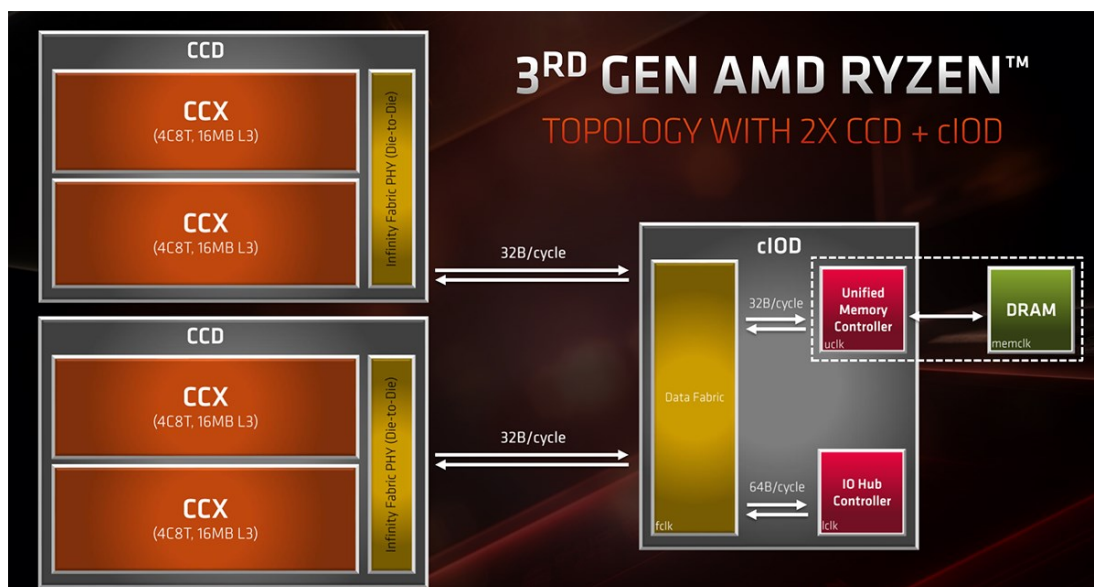 3RD GEN AMD RYZEN™
TOPOLOGY WITH 2X CCD + cIOD
CCD
CCX
(4C8T, 16MB L3)
CCX
(4C8T, 16MB L3)
Infinity Fabric PHY (Die-to-Die)
32B/cycle
CCD
CCX
(4C8T, 16MB L3)
CCX
(4C8T, 16MB L3)
Infinity Fabric PHY (Die-to-Die)
32B/cycle
cIOD
Data Fabric
fclk
32B/cycle
Unified
Memory
Controller
uclk
DRAM
memclk
64B/cycle
IO Hub
Controller
lclk